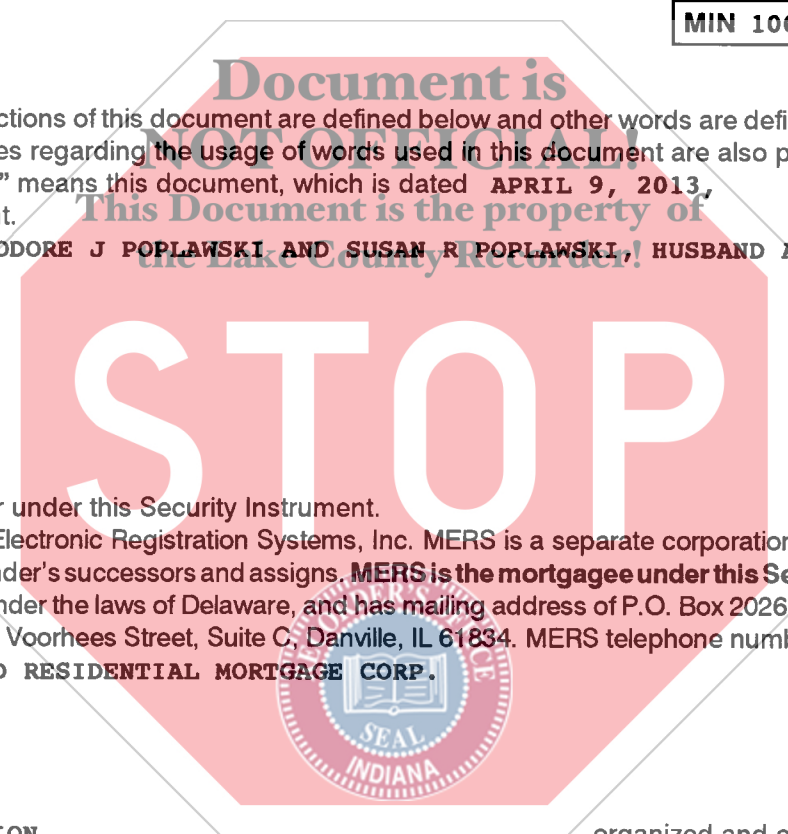 MIN 100
Document is
ctions of this document are defined below and other words are defi
NOT OFFICIAL!
es regarding the usage of words used in this document are also p
” means this document, which is dated APRIL 9, 2013,
This Document is the property of
t.
ODORE J POPLAWSKI AND SUSAN R POPLAWSKI, HUSBAND A
the Lake County Recorder!
STOP
r under this Security Instrument.
Electronic Registration Systems, Inc. MERS is a separate corporation
nder's successors and assigns. MERS is the mortgagee under this Se
nder the laws of Delaware, and has mailing address of P.O. Box 2026,
Voorhees Street, Suite C, Danville, IL 61834. MERS telephone numb
D RESIDENTIAL MORTGAGE CORP.
RECORDER'S OFFICE
SEAL
INDIANA
ION
organized and e